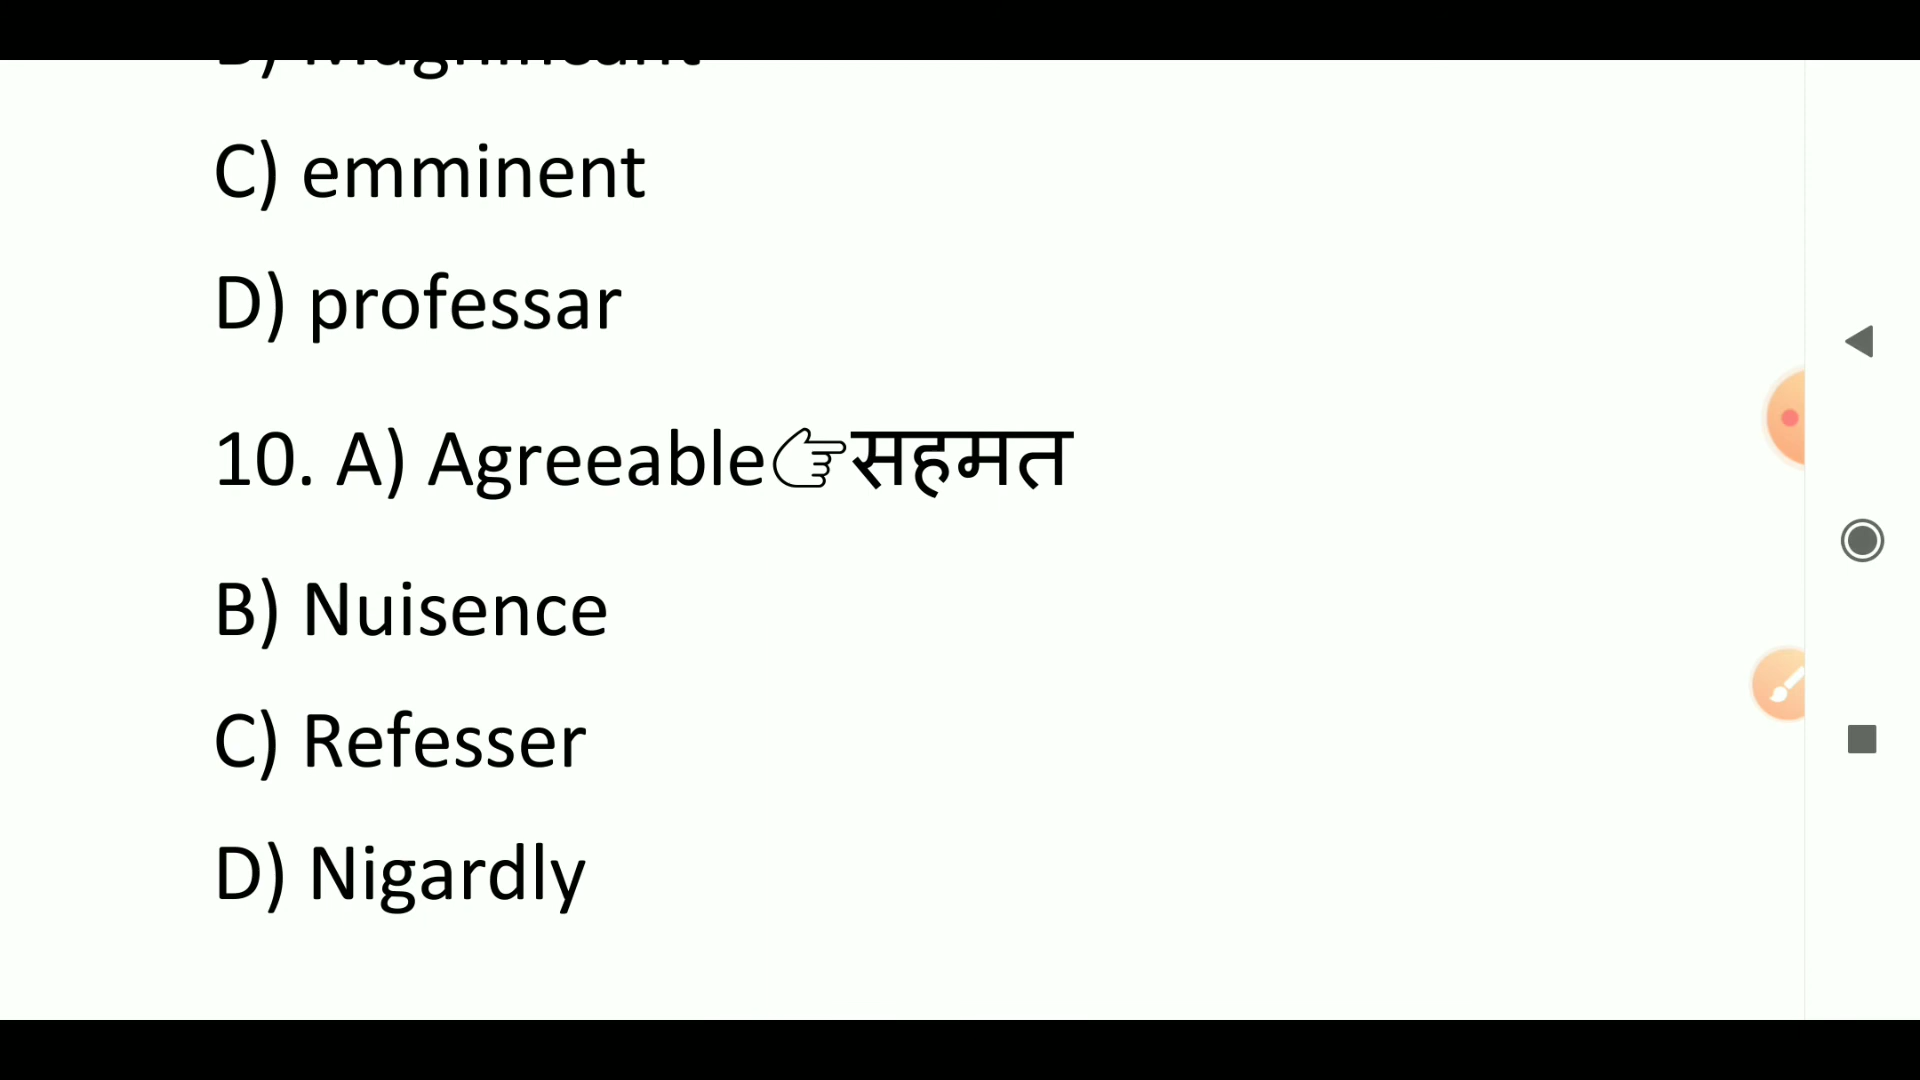 C) emminent
D) professar
10. A) Agreeable👉सहमत
B) Nuisence
C) Refesser
D) Nigardly